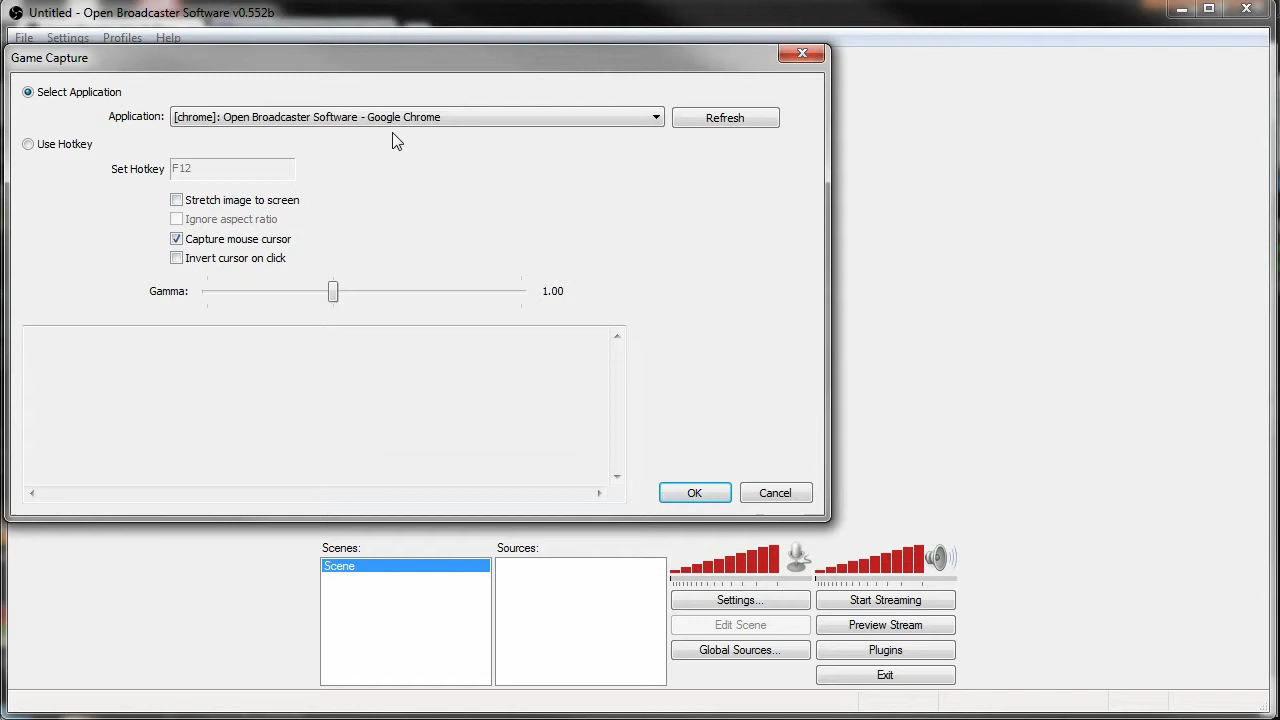 Untitled - Open Broadcaster Software v0.552b
File Settings Profiles Help
Game Capture
Select Application
Application: [chrome]: Open Broadcaster Software - Google Chrome Refresh
Use Hotkey
Set Hotkey F12
Stretch image to screen
Ignore aspect ratio
Capture mouse cursor
Invert cursor on click
Gamma: 1.00
OK Cancel
Scenes: Sources:
Scene
Settings... Start Streaming
Edit Scene Preview Stream
Global Sources... Plugins
Exit